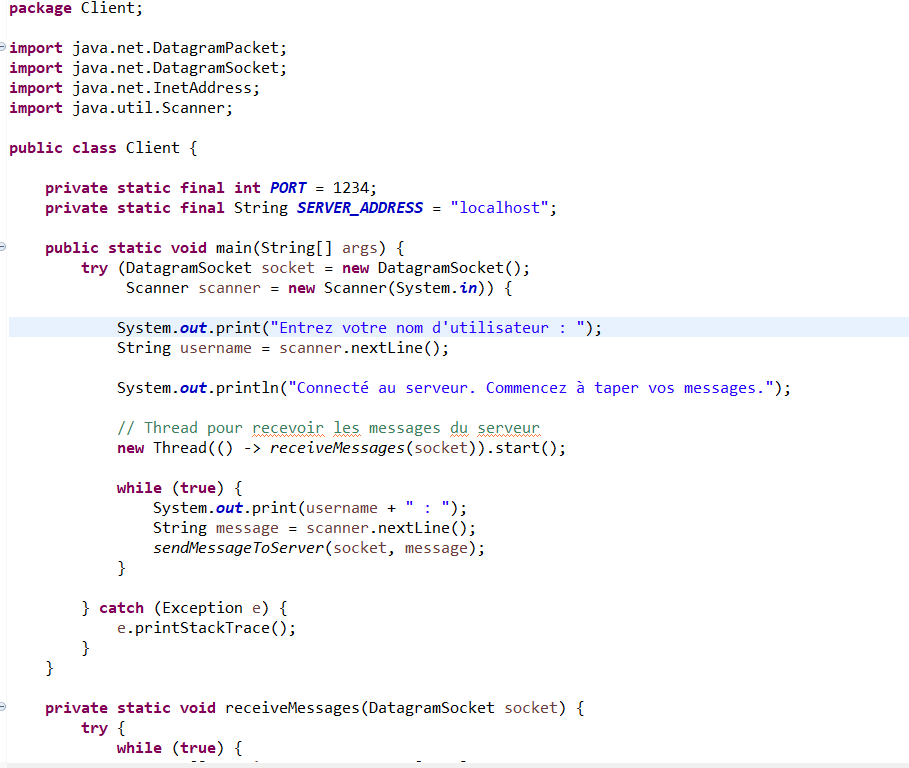 package Client;
import java.net.DatagramPacket;
import java.net.DatagramSocket;
import java.net.InetAddress;
import java.util.Scanner;
public class Client {
private static final int PORT = 1234;
private static final String SERVER_ADDRESS = "localhost";
public static void main(String[] args) {
try (DatagramSocket socket = new DatagramSocket();
Scanner scanner = new Scanner(System.in)) {
System.out.print("Entrez votre nom d'utilisateur : ");
String username = scanner.nextLine();
System.out.println("Connecté au serveur. Commencez à taper vos messages.");
// Thread pour recevoir les messages du serveur
new Thread(() -> receiveMessages(socket)).start();
while (true) {
System.out.print(username + " : ");
String message = scanner.nextLine();
sendMessageToServer(socket, message);
}
} catch (Exception e) {
e.printStackTrace();
}
}
private static void receiveMessages(DatagramSocket socket) {
try {
while (true) {